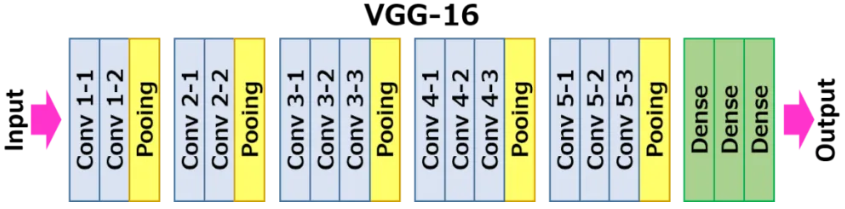 VGG-16
Input
Conv 1-1
Conv 1-2
Pooing
Conv 2-1
Conv 2-2
Pooing
Conv 3-1
Conv 3-2
Conv 3-3
Pooing
Conv 4-1
Conv 4-2
Conv 4-3
Pooing
Conv 5-1
Conv 5-2
Conv 5-3
Pooing
Dense
Dense
Dense
Output